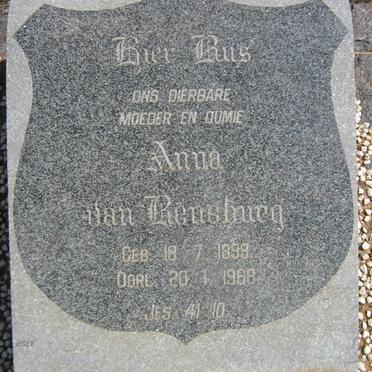 Hier Rus
ONS DIERBARE
MOEDER EN OUMIE
Anna
van Rensburg
GEB. 18 · 7 · 1899
OORL. 20 · 1 · 1968
JES. 41 : 10